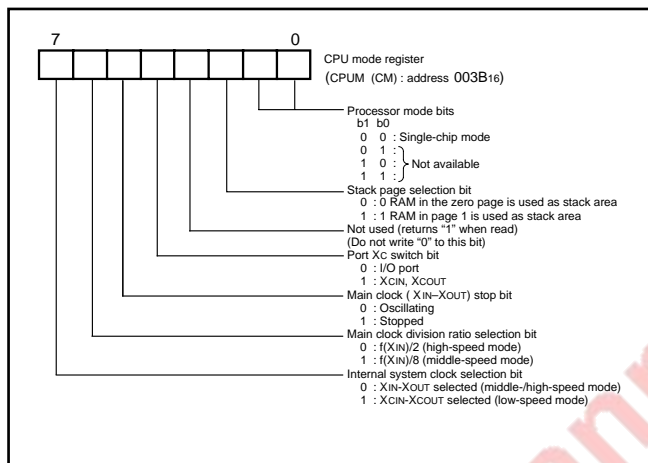 7 0
CPU mode register
(CPUM (CM) : address 003B16)
Processor mode bits
b1 b0
0 0 : Single-chip mode
0 1 :
1 0 : Not available
1 1 :
Stack page selection bit
0 : 0 RAM in the zero page is used as stack area
1 : 1 RAM in page 1 is used as stack area
Not used (returns “1” when read)
(Do not write “0” to this bit)
Port XC switch bit
0 : I/O port
1 : XCIN, XCOUT
Main clock ( XIN–XOUT) stop bit
0 : Oscillating
1 : Stopped
Main clock division ratio selection bit
0 : f(XIN)/2 (high-speed mode)
1 : f(XIN)/8 (middle-speed mode)
Internal system clock selection bit
0 : XIN-XOUT selected (middle-/high-speed mode)
1 : XCIN-XCOUT selected (low-speed mode)